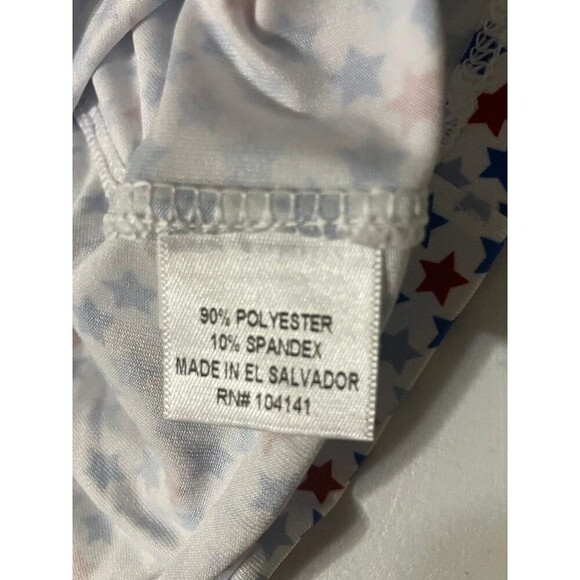 90% POLYESTER
10% SPANDEX
MADE IN EL SALVADOR
RN# 104141